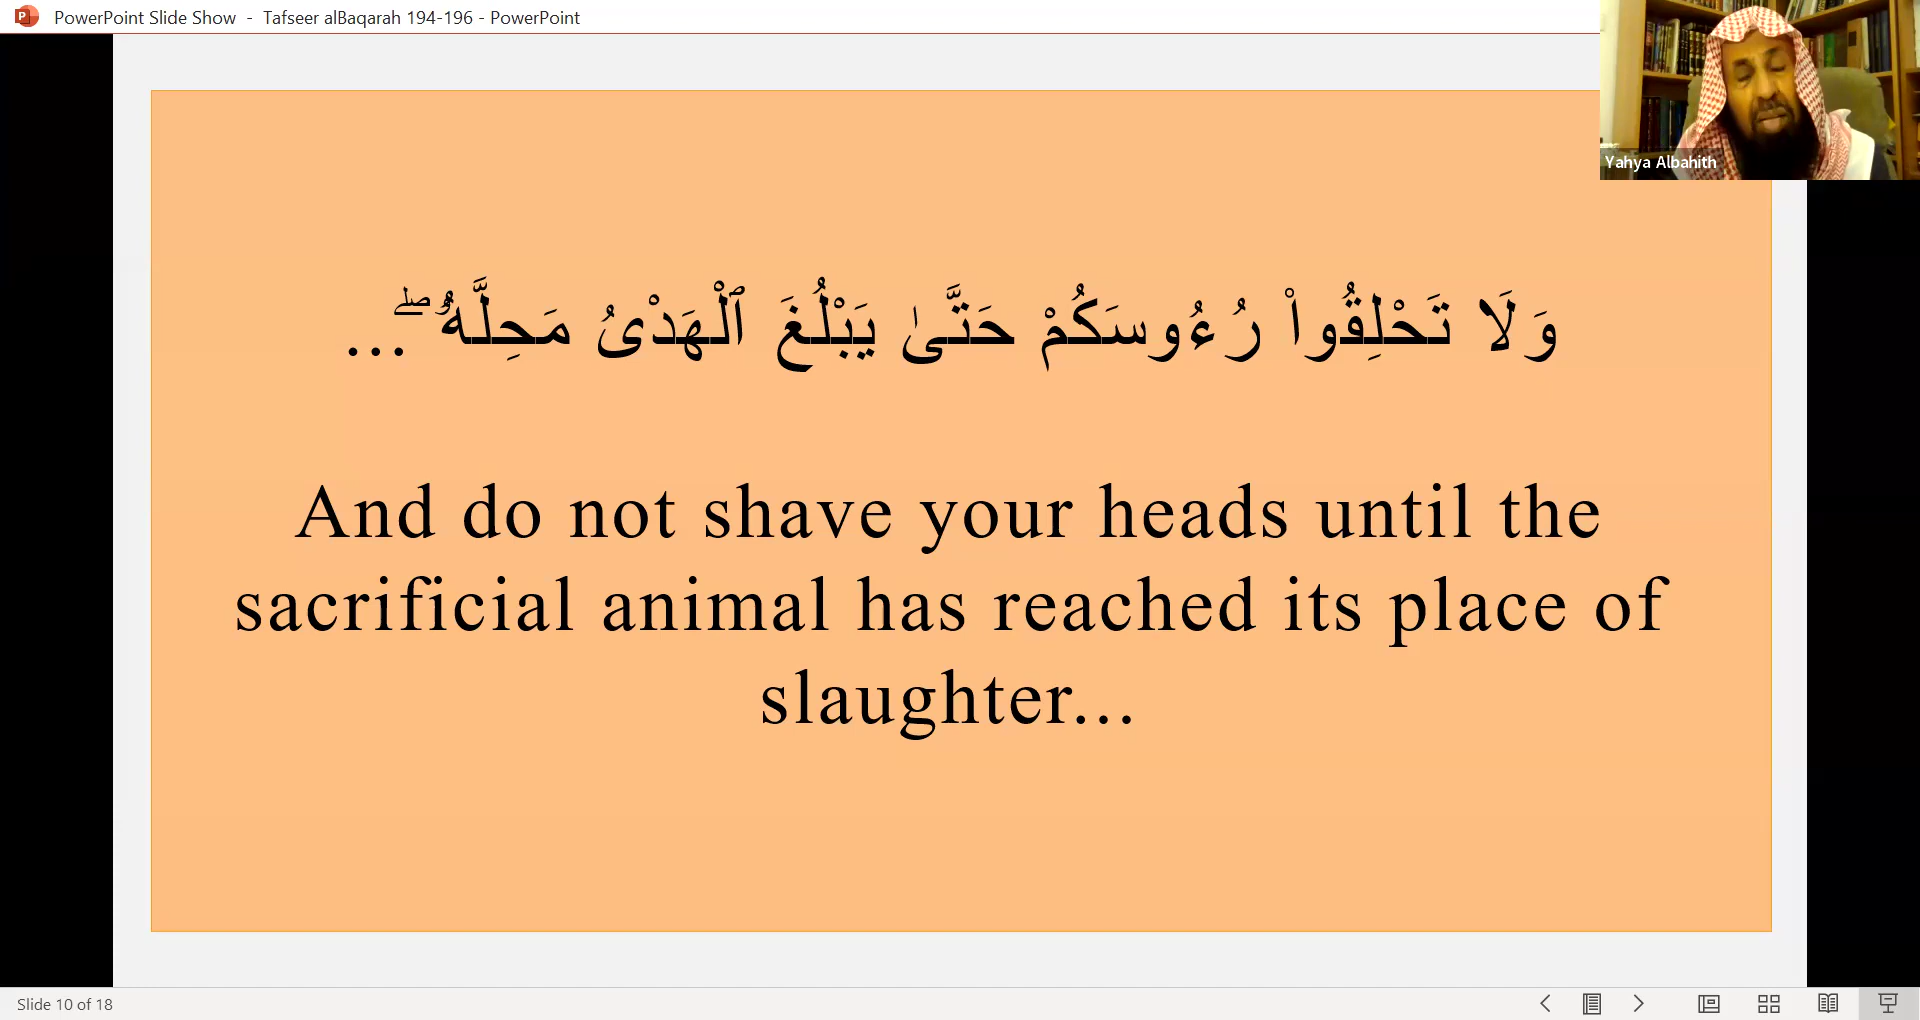 PowerPoint Slide Show - Tafseer alBaqarah 194-196 - PowerPoint
Yahya Albahith
وَلَا تَحْلِقُوا۟ رُءُوسَكُمْ حَتَّىٰ يَبْلُغَ ٱلْهَدْىُ مَحِلَّهُۥ ۖ ...
And do not shave your heads until the
sacrificial animal has reached its place of
slaughter...
Slide 10 of 18